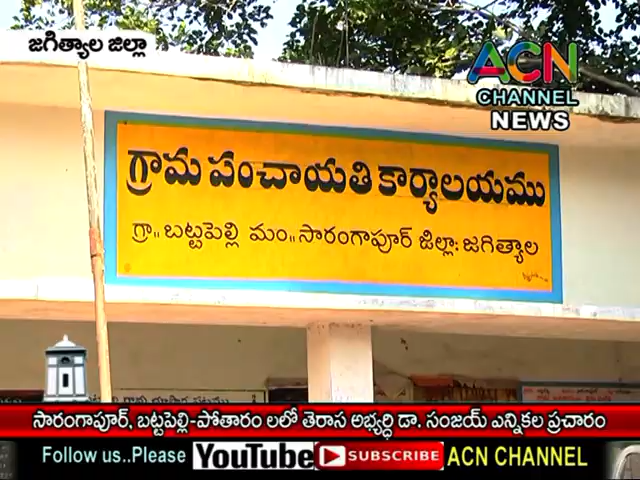 జగిత్యాల జిల్లా
ACN
CHANNEL
NEWS
గ్రామ పంచాయతి కార్యాలయము
గ్రా॥ బట్టపెల్లి మం॥ సారంగాపూర్ జిల్లా: జగిత్యాల
సారంగాపూర్, బట్టపెల్లి-పోతారం లలో తెరాస అభ్యర్ధి డా. సంజయ్ ఎన్నికల ప్రచారం
Follow us..Please YouTube SUBSCRIBE ACN CHANNEL